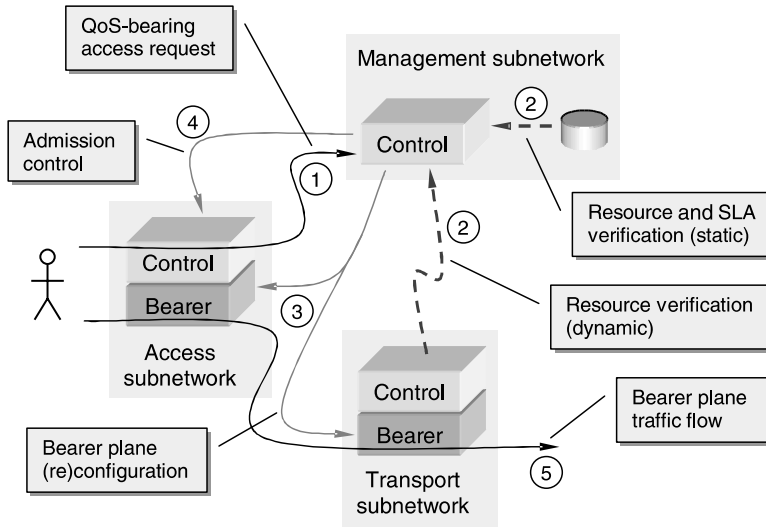 QoS-bearing
access request
Management subnetwork
2
4
Admission
control
Control
1
Resource and SLA
verification (static)
2
Control
Bearer
3
Resource verification
(dynamic)
Access
subnetwork
Control
Bearer
Bearer plane
traffic flow
Bearer plane
(re)configuration
5
Transport
subnetwork